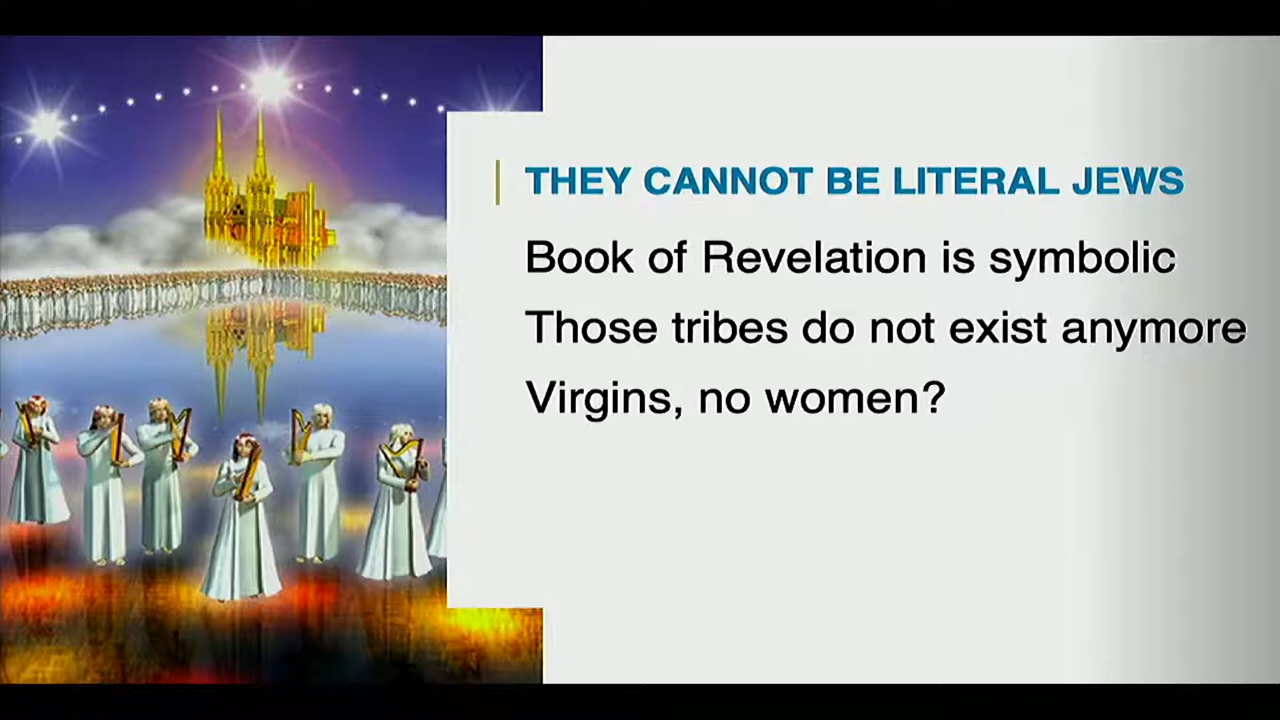 THEY CANNOT BE LITERAL JEWS
Book of Revelation is symbolic
Those tribes do not exist anymore
Virgins, no women?